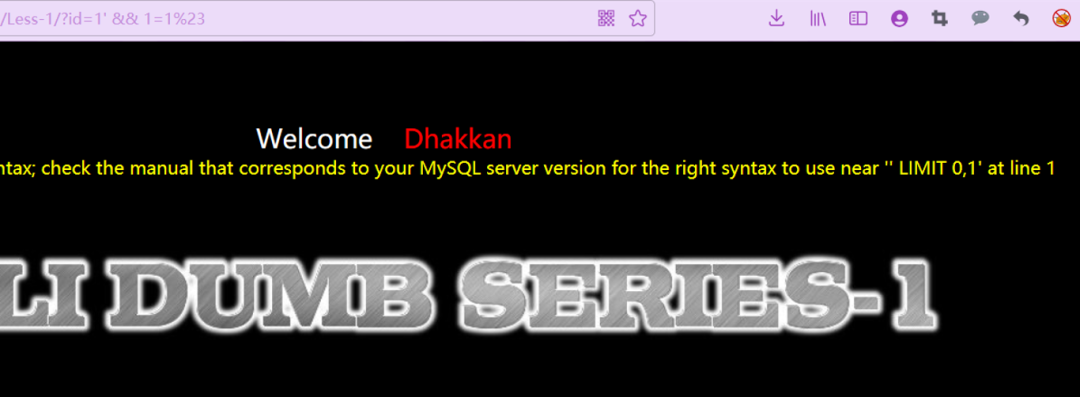 /Less-1/?id=1' && 1=1%23
Welcome Dhakkan
ntax; check the manual that corresponds to your MySQL server version for the right syntax to use near '' LIMIT 0,1' at line 1
LI DUMB SERIES-1